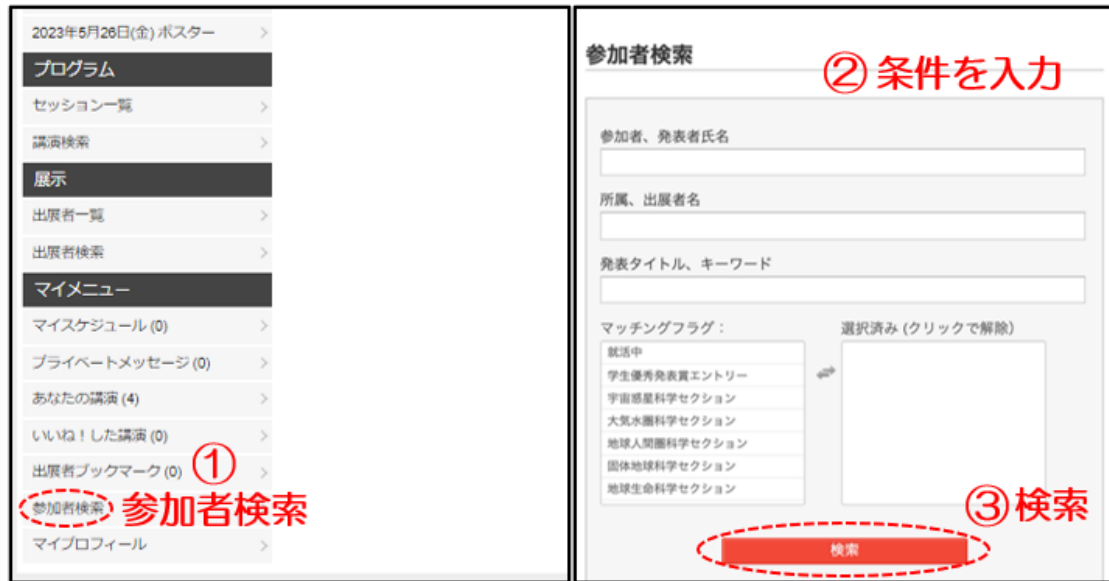 2023年5月26日(金) ポスター
プログラム
セッション一覧
講演検索
展示
出展者一覧
出展者検索
マイメニュー
マイスケジュール (0)
プライベートメッセージ (0)
あなたの講演 (4)
いいね！した講演 (0)
出展者ブックマーク (0)
①
参加者検索
参加者検索
マイプロフィール
参加者検索
② 条件を入力
参加者、発表者氏名
所属、出展者名
発表タイトル、キーワード
マッチングフラグ：
就活中
学生優秀発表賞エントリー
宇宙惑星科学セクション
大気水圏科学セクション
地球人間圏科学セクション
固体地球科学セクション
地球生命科学セクション
選択済み (クリックで解除)
③ 検索
検索